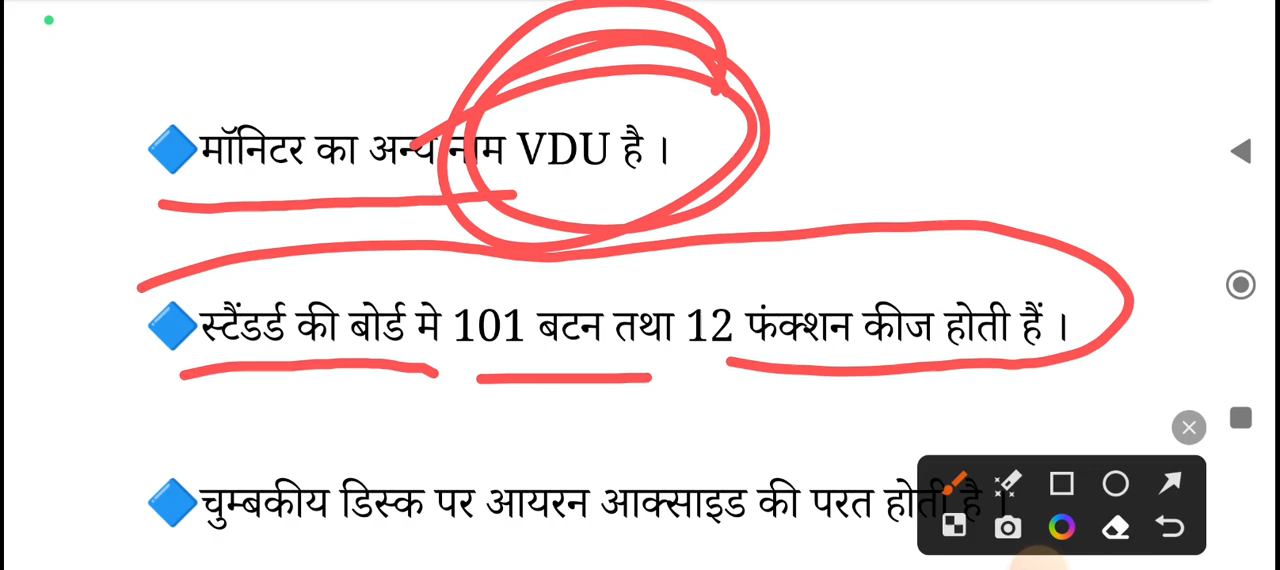 मॉनिटर का अन्य नाम VDU है ।
स्टैंडर्ड की बोर्ड मे 101 बटन तथा 12 फंक्शन कीज होती हैं ।
चुम्बकीय डिस्क पर आयरन आक्साइड की परत होती है ।